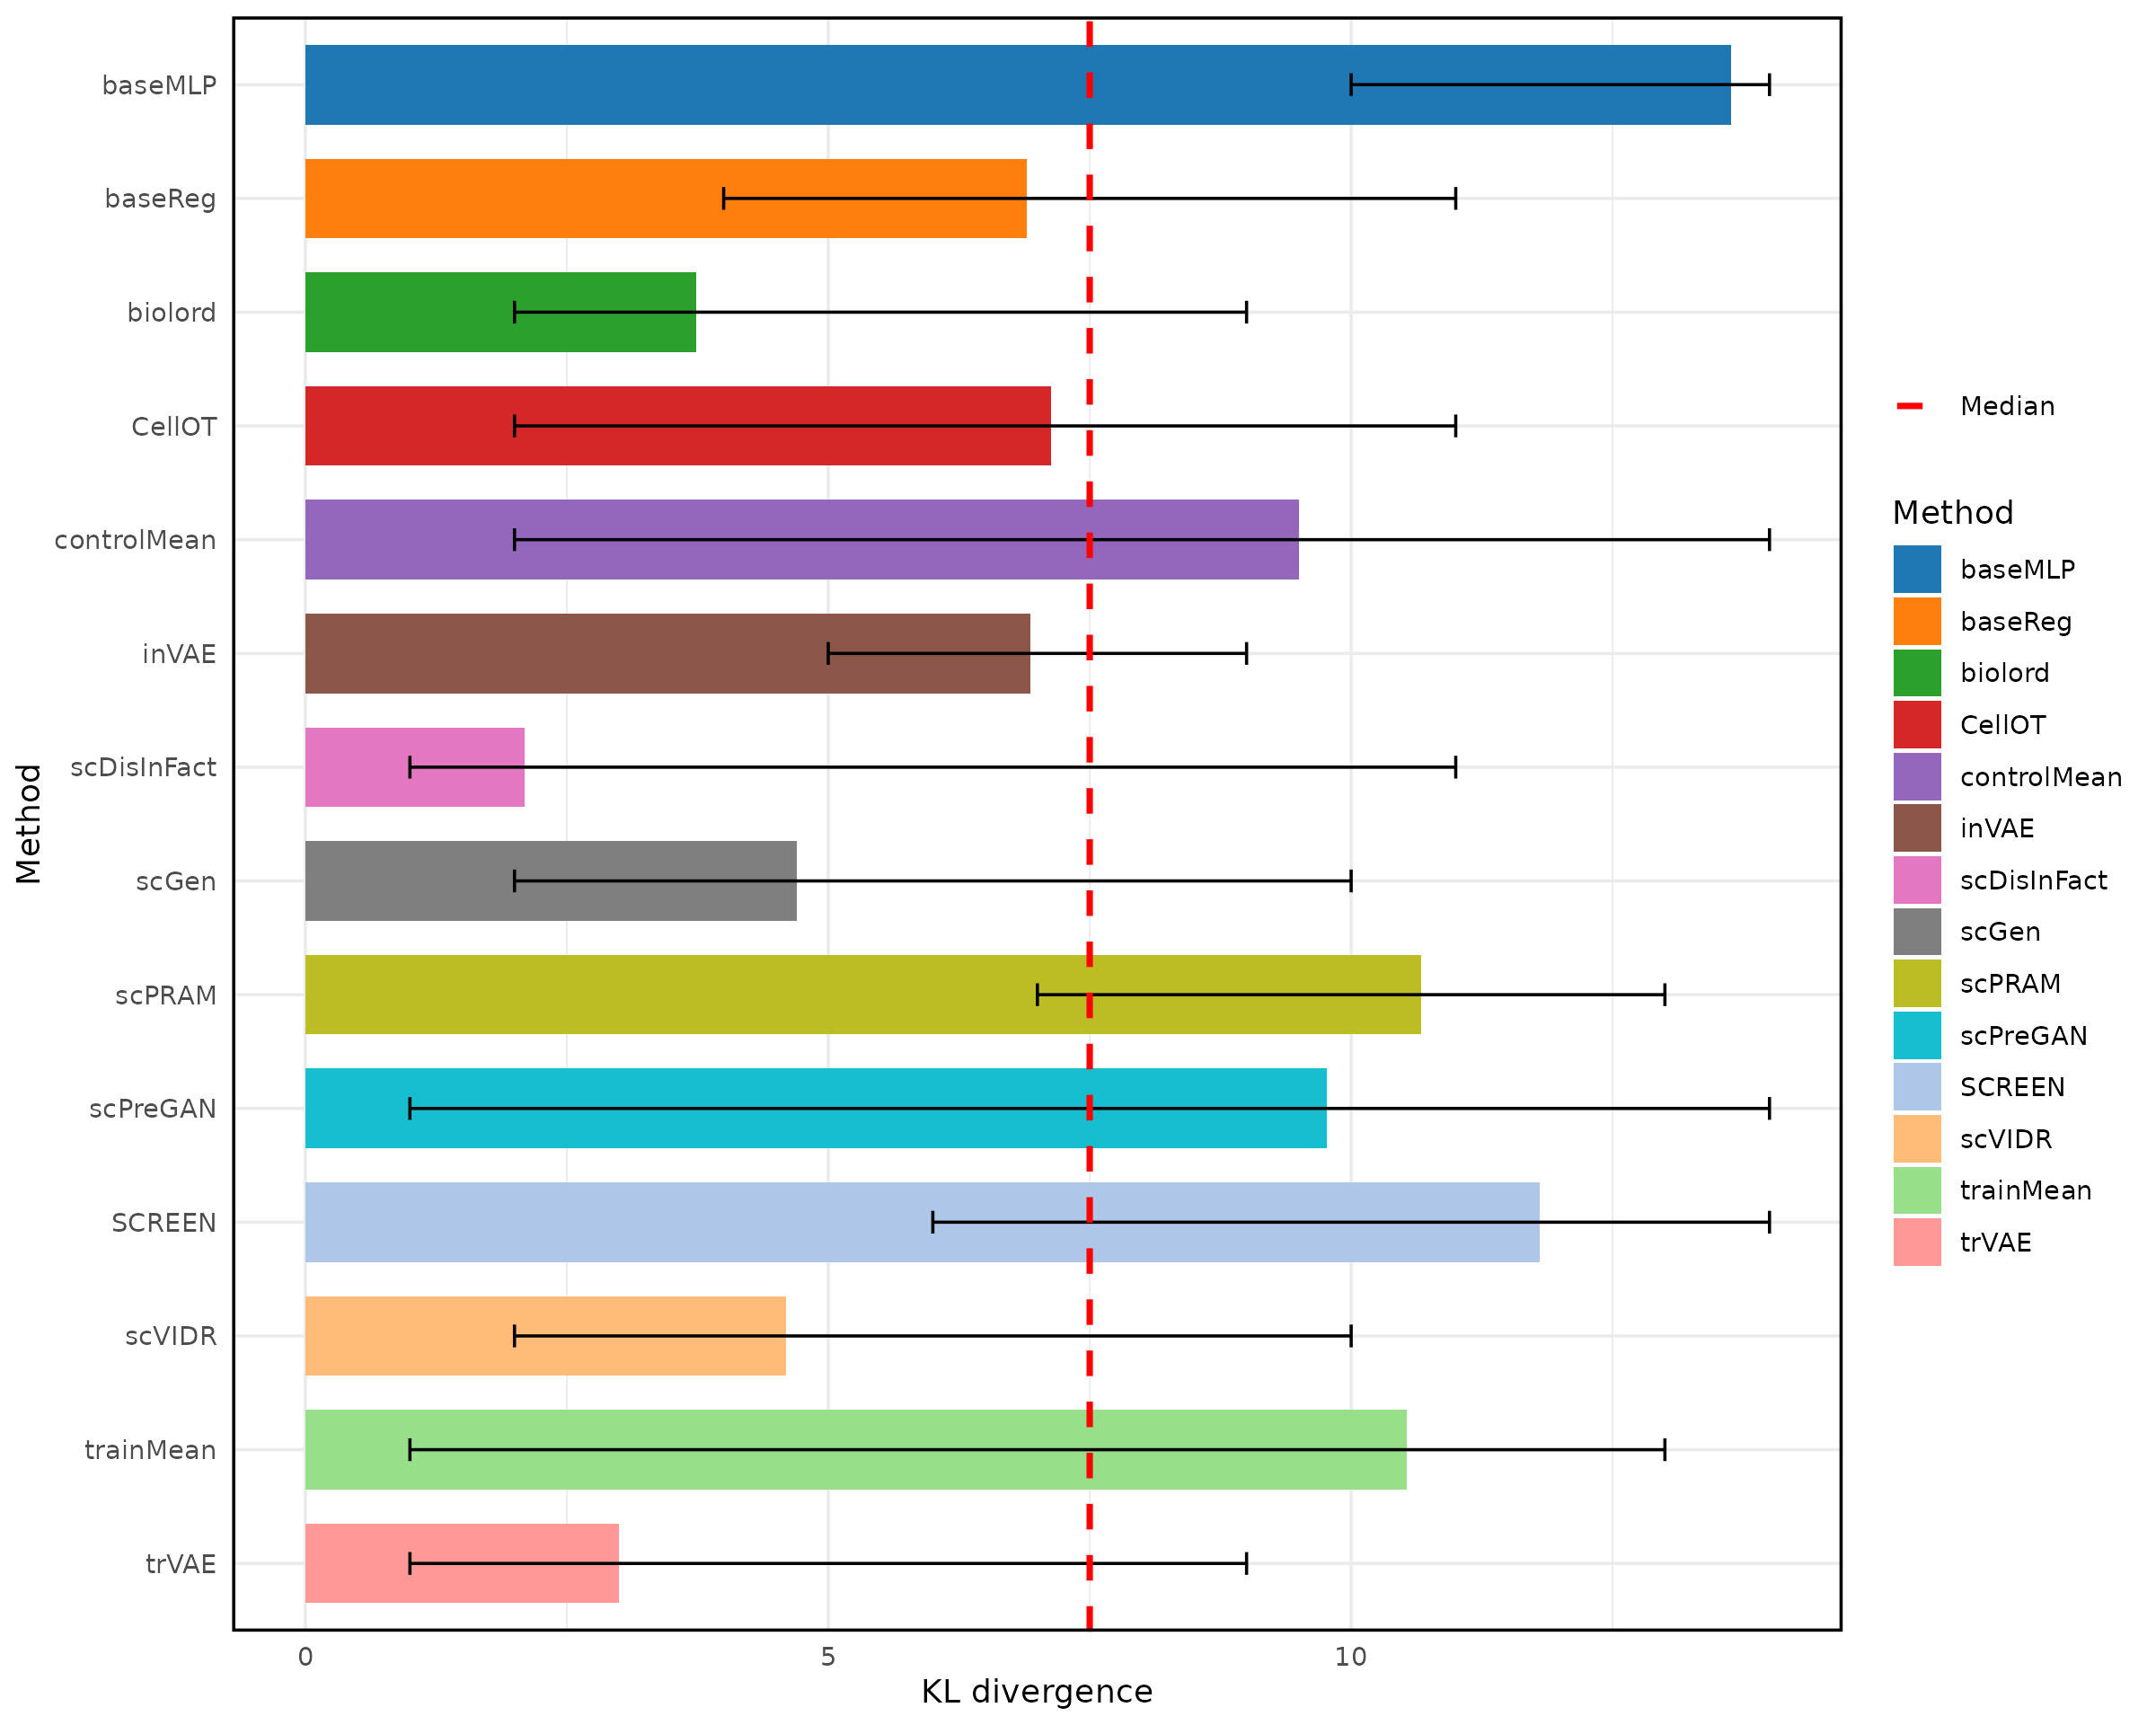 baseMLP
baseReg
biolord
CellOT
controlMean
inVAE
scDisInFact
scGen
scPRAM
scPreGAN
SCREEN
scVIDR
trainMean
trVAE
Method
0 5 10
KL divergence
Median
Method
baseMLP
baseReg
biolord
CellOT
controlMean
inVAE
scDisInFact
scGen
scPRAM
scPreGAN
SCREEN
scVIDR
trainMean
trVAE